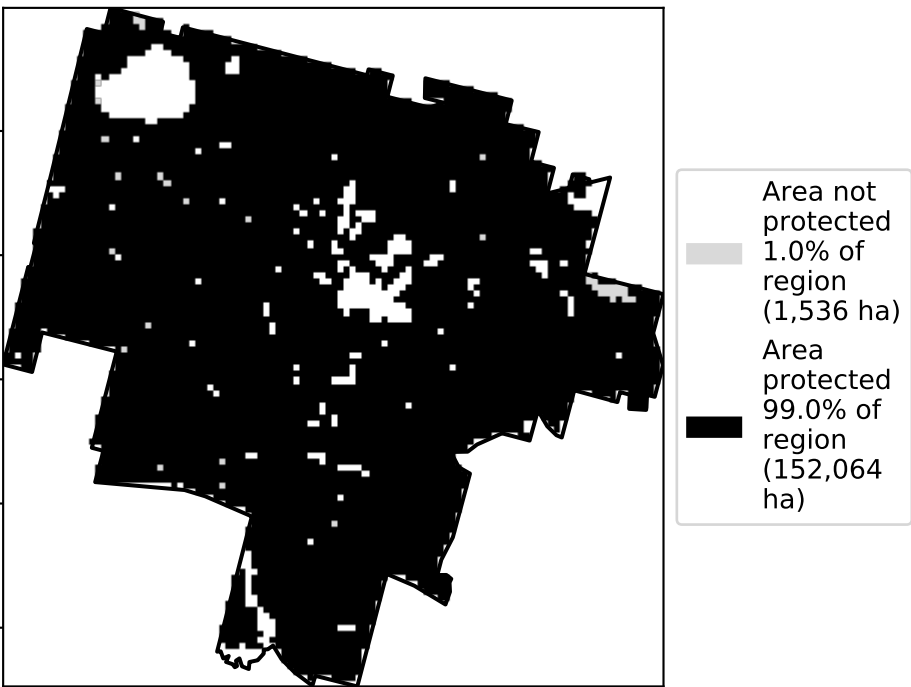 Area not
protected
1.0% of
region
(1,536 ha)
Area
protected
99.0% of
region
(152,064
ha)